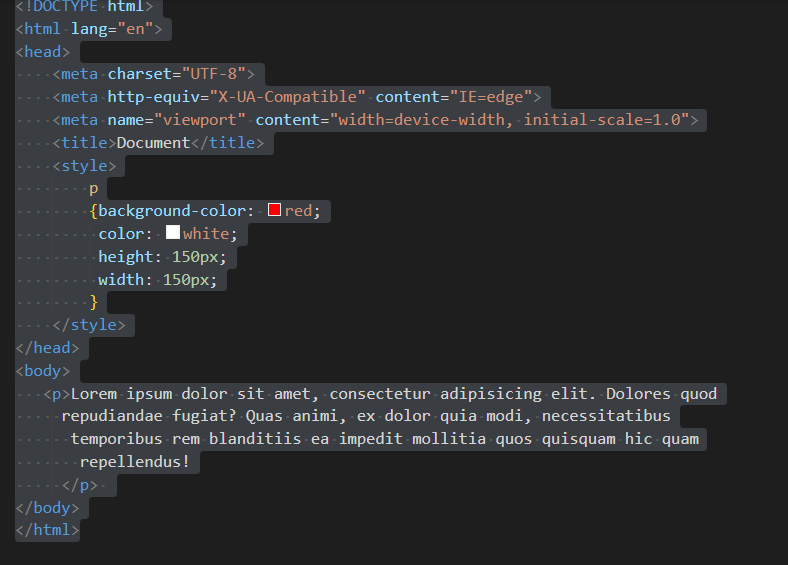 <!DOCTYPE html>
<html lang="en">
<head>
    <meta charset="UTF-8">
    <meta http-equiv="X-UA-Compatible" content="IE=edge">
    <meta name="viewport" content="width=device-width, initial-scale=1.0">
    <title>Document</title>
    <style>
        p
        {background-color: red;
         color: white;
         height: 150px;
         width: 150px;
        }
    </style>
</head>
<body>
   <p>Lorem ipsum dolor sit amet, consectetur adipisicing elit. Dolores quod
     repudiandae fugiat? Quas animi, ex dolor quia modi, necessitatibus
      temporibus rem blanditiis ea impedit mollitia quos quisquam hic quam
       repellendus!
     </p>
</body>
</html>